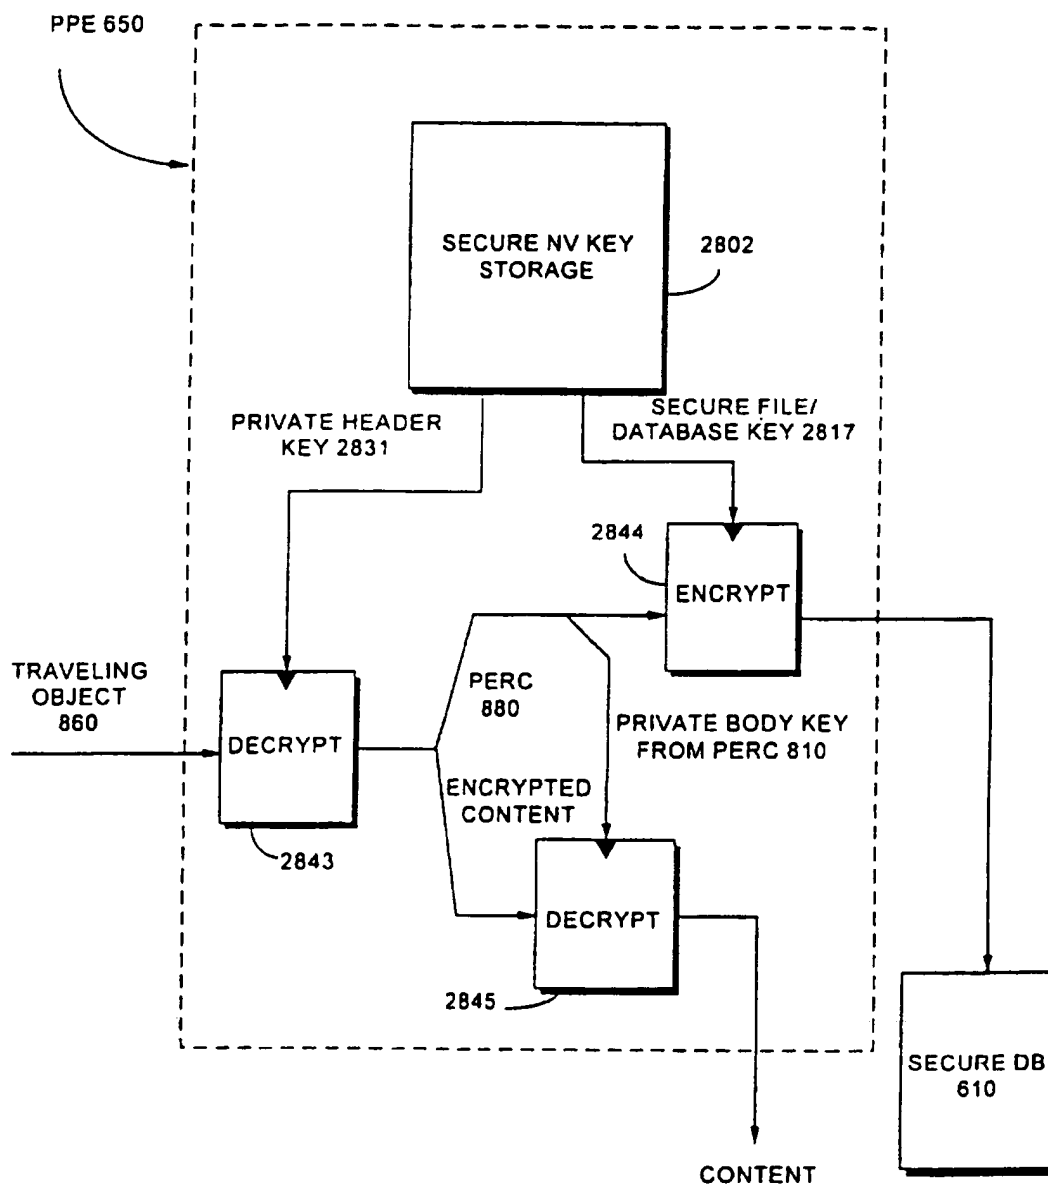 PPE 650
SECURE NV KEY
STORAGE
2802
PRIVATE HEADER
KEY 2831
SECURE FILE/
DATABASE KEY 2817
2844
ENCRYPT
TRAVELING
OBJECT
860
DECRYPT
PERC
880
PRIVATE BODY KEY
FROM PERC 810
ENCRYPTED
CONTENT
2843
DECRYPT
2845
SECURE DB
610
CONTENT